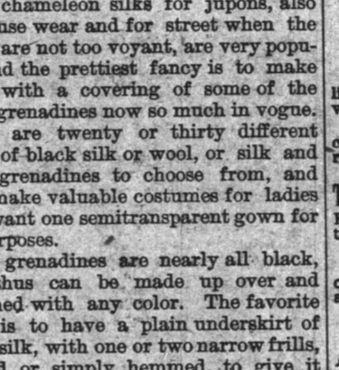 chameleon silks for jupons, also
use wear and for street when the
are not too voyant, are very popu-
d the prettiest fancy is to make
with a covering of some of the
grenadines now so much in vogue.
are twenty or thirty different
of black silk or wool, or silk and
grenadines to choose from, and
make valuable costumes for ladies
want one semitransparent gown for
rposes.
grenadines are nearly all black,
thus can be made up over and
ned with any color. The favorite
is to have a plain underskirt of
silk, with one or two narrow frills,
d or simply hemmed to give it